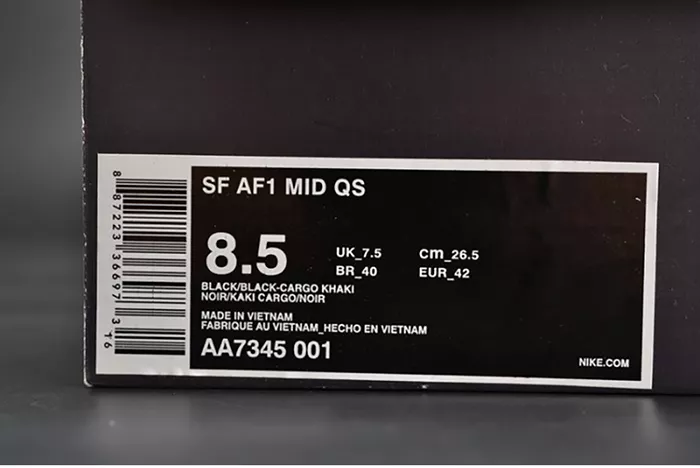 SF AF1 MID QS
8.5
UK_7.5 cm_26.5
BR_40 EUR_42
BLACK/BLACK-CARGO KHAKI
NOIR/KAKI CARGO/NOIR
MADE IN VIETNAM
FABRIQUE AU VIETNAM_HECHO EN VIETNAM
AA7345 001
NIKE.COM
8 87223 36697 3 16